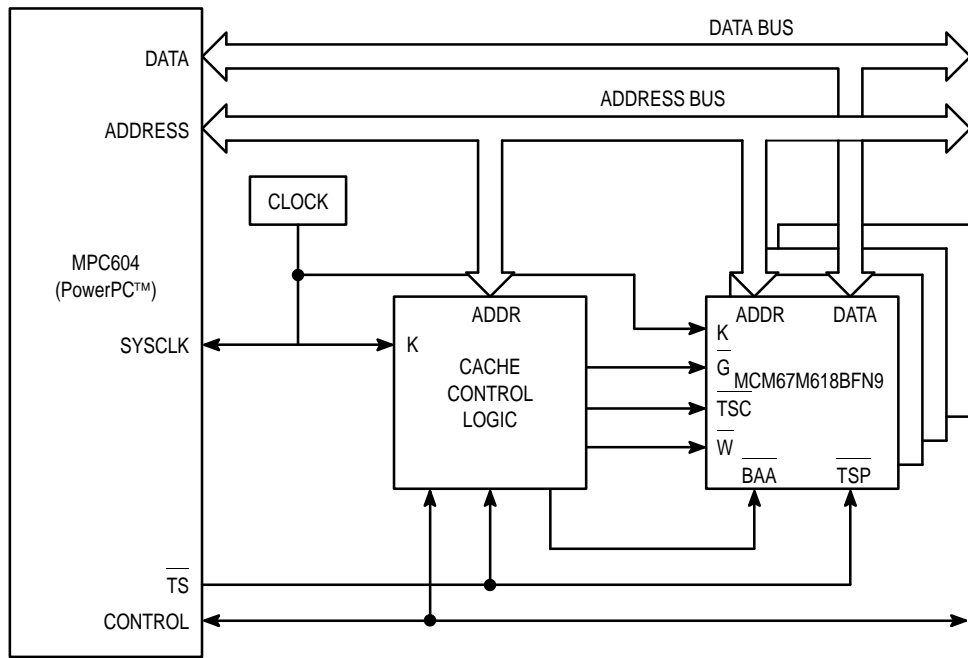 DATA BUS
DATA
ADDRESS BUS
ADDRESS
CLOCK
MPC604
(PowerPC™)
SYSCLK
ADDR
K
CACHE
CONTROL
LOGIC
ADDR DATA
K
G
MCM67M618BFN9
TSC
W
BAA TSP
TS
CONTROL